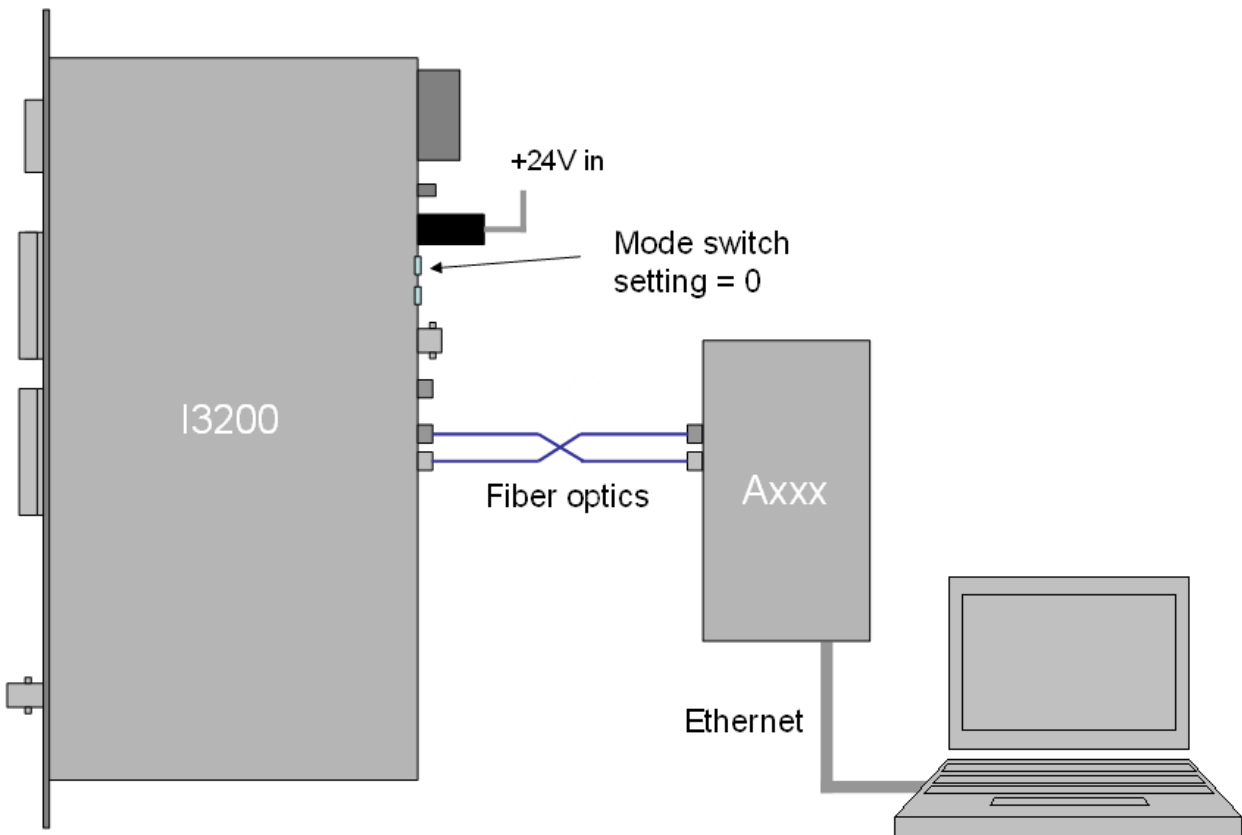 +24V in
Mode switch
setting = 0
I3200
Fiber optics
Axxx
Ethernet